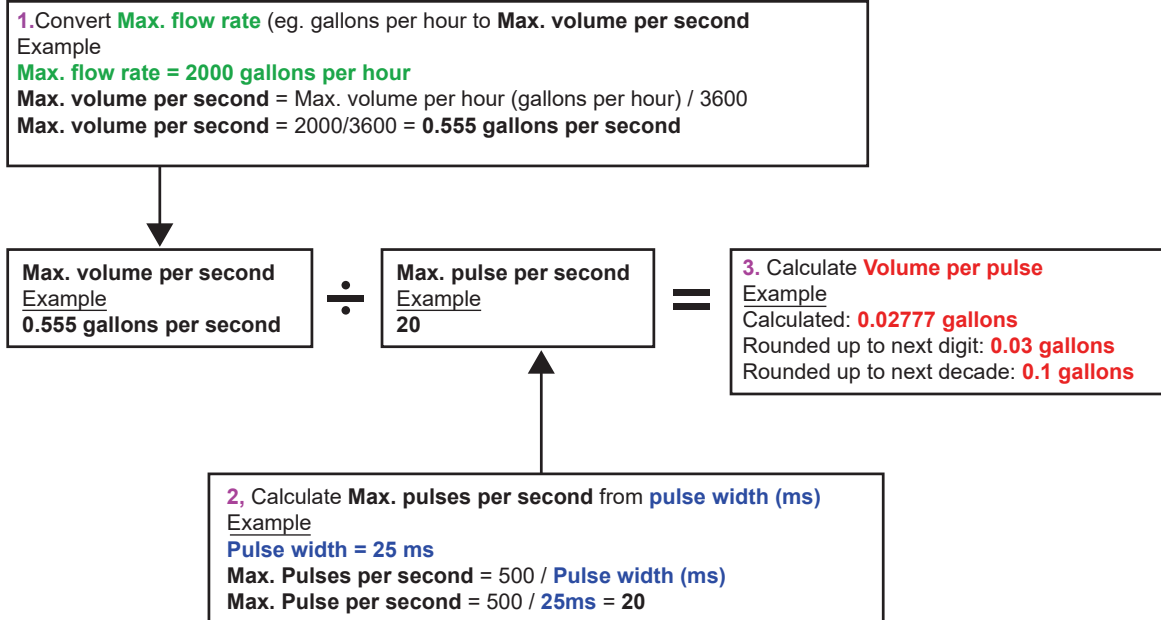 1.Convert Max. flow rate (eg. gallons per hour to Max. volume per second
Example
Max. flow rate = 2000 gallons per hour
Max. volume per second = Max. volume per hour (gallons per hour) / 3600
Max. volume per second = 2000/3600 = 0.555 gallons per second
Max. volume per second
Example
0.555 gallons per second
÷
Max. pulse per second
Example
20
=
3. Calculate Volume per pulse
Example
Calculated: 0.02777 gallons
Rounded up to next digit: 0.03 gallons
Rounded up to next decade: 0.1 gallons
2, Calculate Max. pulses per second from pulse width (ms)
Example
Pulse width = 25 ms
Max. Pulses per second = 500 / Pulse width (ms)
Max. Pulse per second = 500 / 25ms = 20